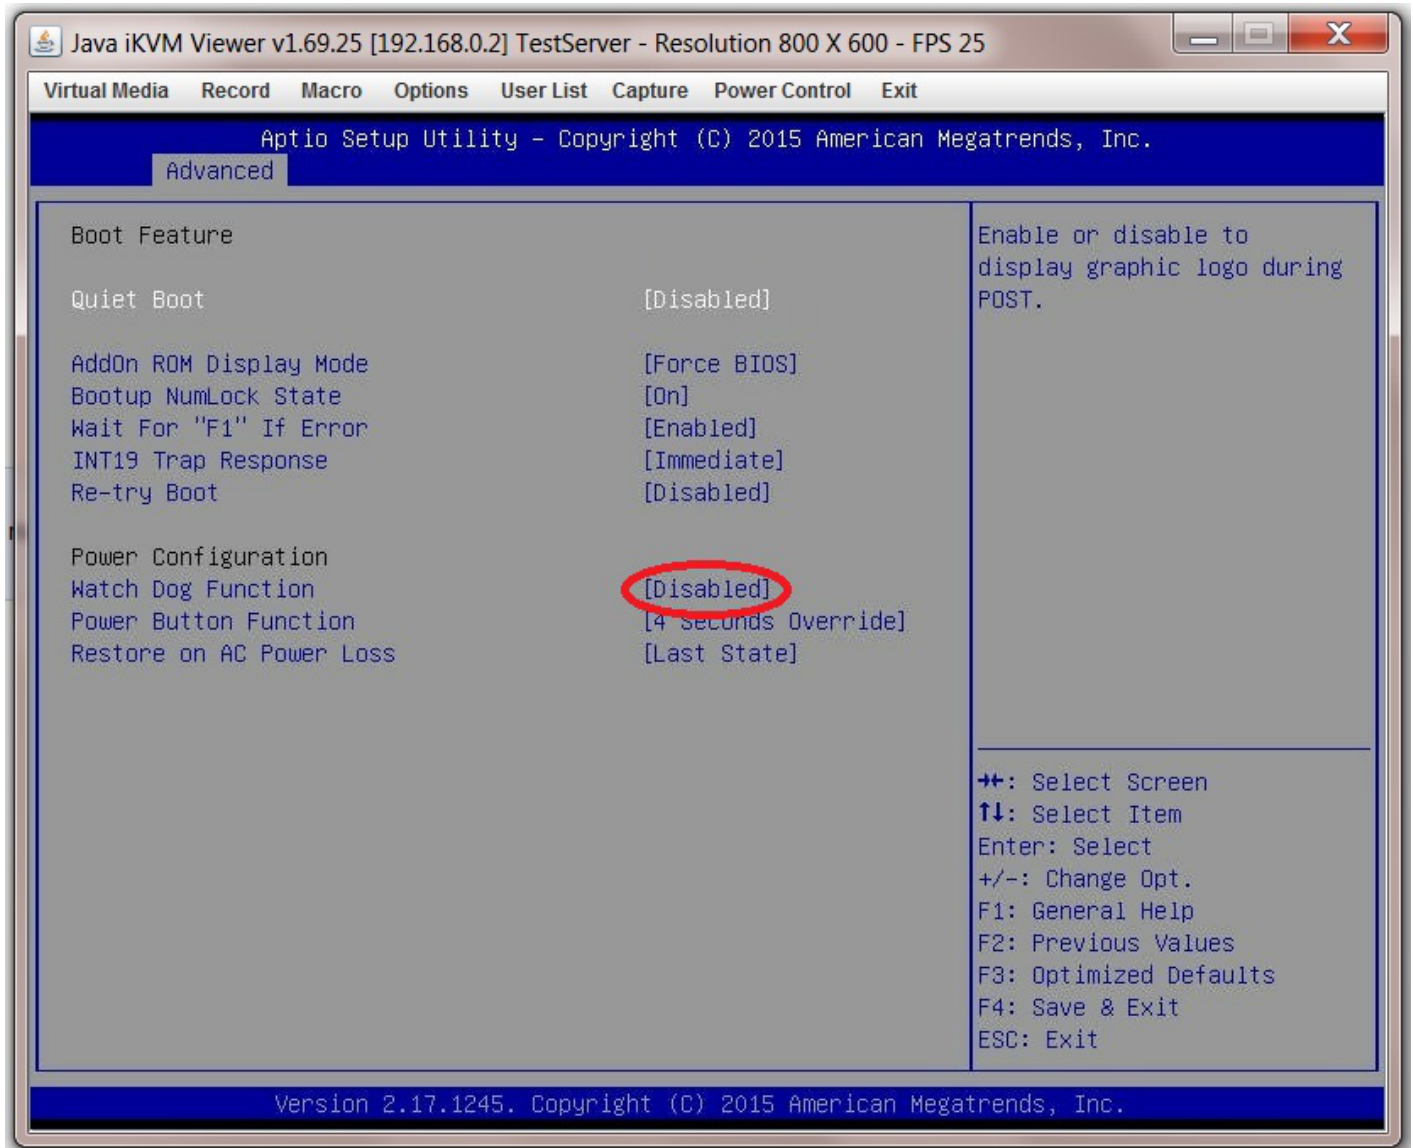 Java iKVM Viewer v1.69.25 [192.168.0.2] TestServer - Resolution 800 X 600 - FPS 25
Virtual Media Record Macro Options User List Capture Power Control Exit
Aptio Setup Utility – Copyright (C) 2015 American Megatrends, Inc.
Advanced
Boot Feature
Quiet Boot [Disabled]
AddOn ROM Display Mode [Force BIOS]
Bootup NumLock State [On]
Wait For "F1" If Error [Enabled]
INT19 Trap Response [Immediate]
Re-try Boot [Disabled]
Power Configuration
Watch Dog Function [Disabled]
Power Button Function [4 Seconds Override]
Restore on AC Power Loss [Last State]
Enable or disable to
display graphic logo during
POST.
→←: Select Screen
↑↓: Select Item
Enter: Select
+/-: Change Opt.
F1: General Help
F2: Previous Values
F3: Optimized Defaults
F4: Save & Exit
ESC: Exit
Version 2.17.1245. Copyright (C) 2015 American Megatrends, Inc.